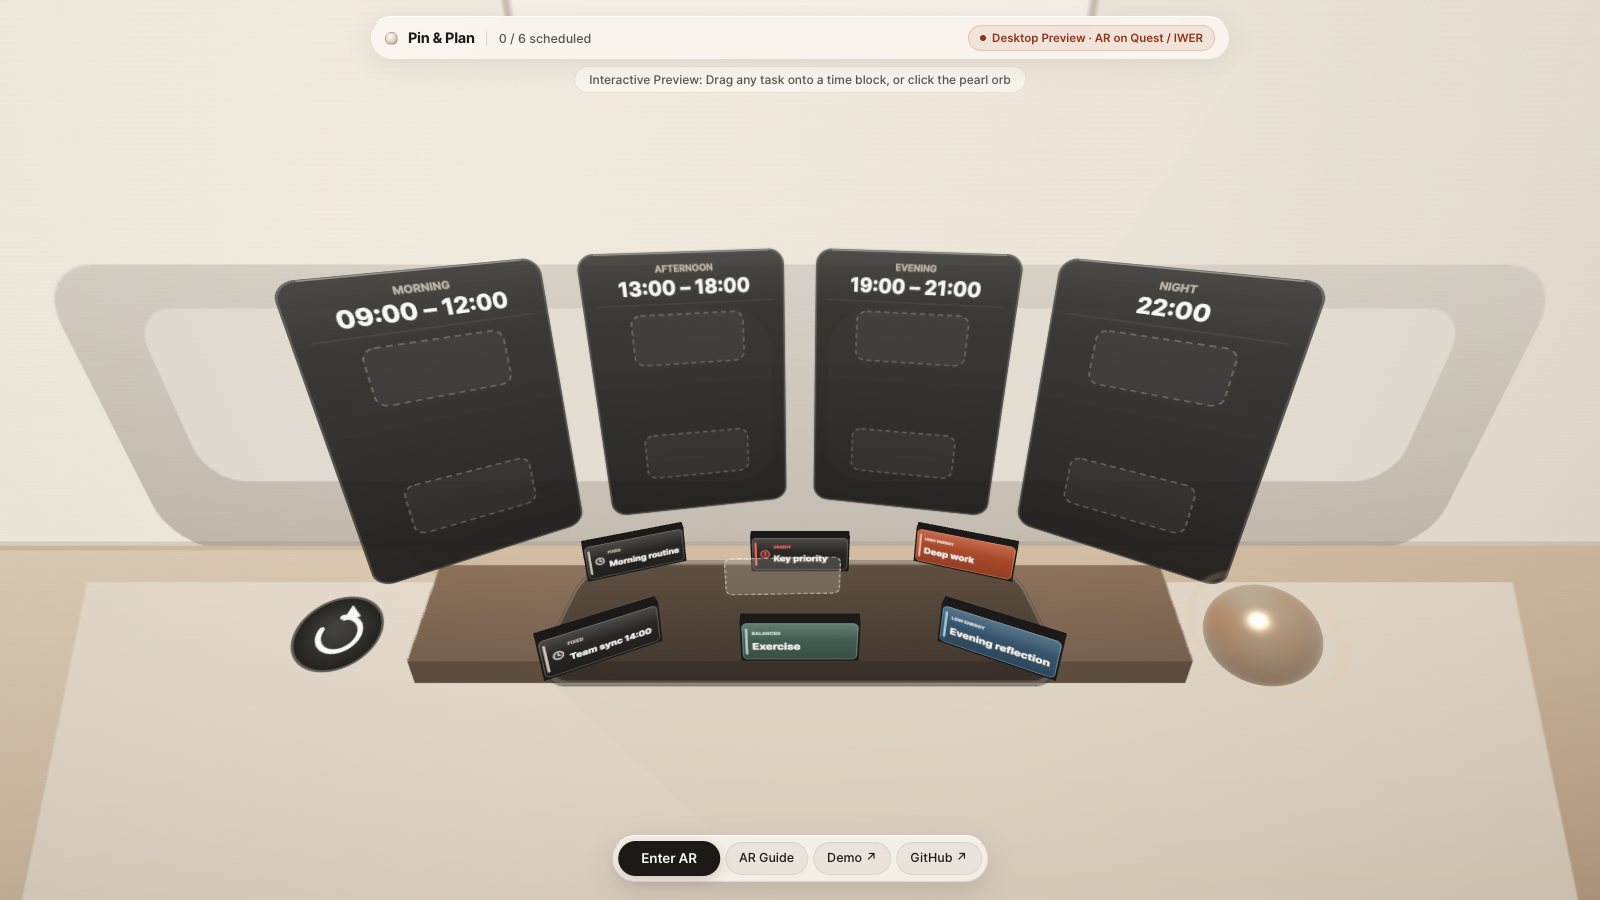 Pin & Plan
0 / 6 scheduled
Desktop Preview · AR on Quest / IWER
Interactive Preview: Drag any task onto a time block, or click the pearl orb
MORNING
09:00 – 12:00
AFTERNOON
13:00 – 18:00
EVENING
19:00 – 21:00
NIGHT
22:00
FIXED
Morning routine
URGENT
Key priority
HIGH ENERGY
Deep work
FIXED
Team sync 14:00
BALANCED
Exercise
LOW ENERGY
Evening reflection
Enter AR
AR Guide
Demo ↗
GitHub ↗